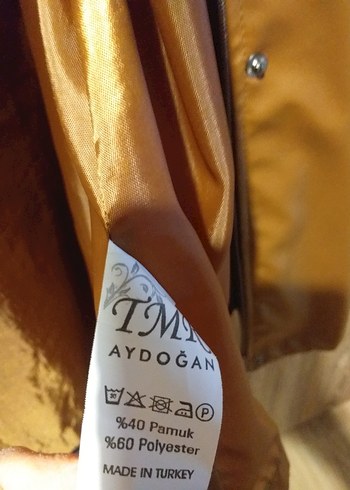 AYDOĞAN
%40 Pamuk
%60 Polyester
MADE IN TURKEY